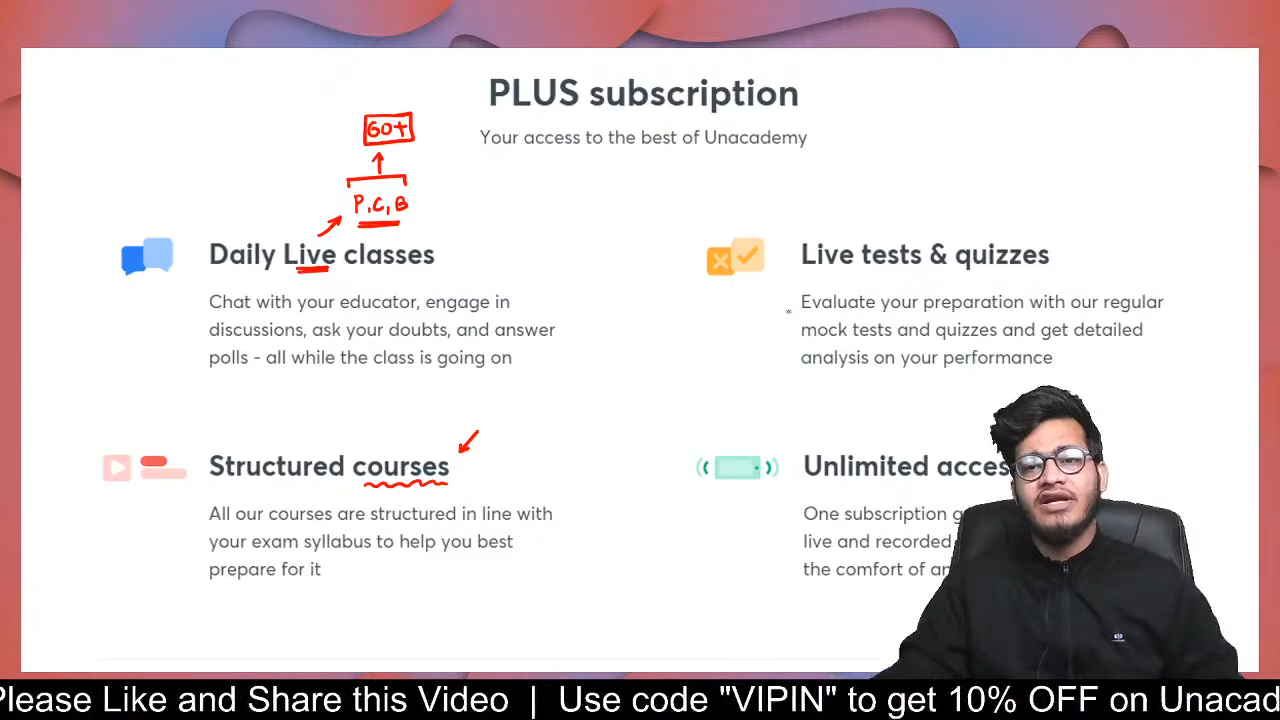 PLUS subscription
Your access to the best of Unacademy
60+
P, C, B
Daily Live classes
Chat with your educator, engage in
discussions, ask your doubts, and answer
polls - all while the class is going on
Live tests & quizzes
Evaluate your preparation with our regular
mock tests and quizzes and get detailed
analysis on your performance
Structured courses
All our courses are structured in line with
your exam syllabus to help you best
prepare for it
Unlimited acces
One subscription g
live and recorded
the comfort of an
Please Like and Share this Video | Use code "VIPIN" to get 10% OFF on Unacad